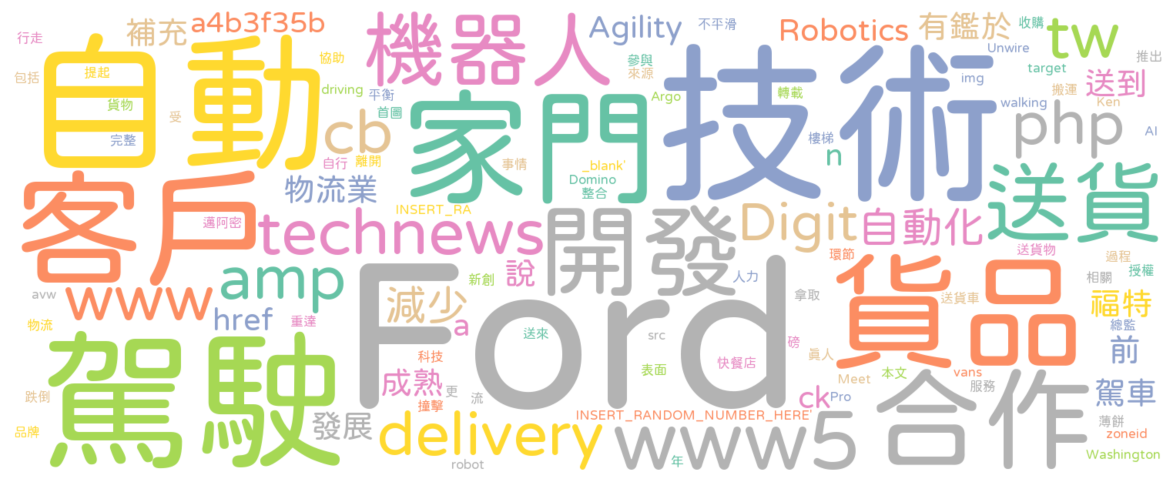 行走
補充
a4b3f35b
機器人
Agility
不平滑
Robotics
有鑑於
收購
tw
推出
包括
自動
提起
貨物
完整
協助
driving
平衡
首圖
cb
家門
參與
來源
Argo
技術
轉載
Unwire
img
target
walking
搬運
Ken
送到
php
AI
受
自行
離開
事情
_blank'
Domino
整合
樓梯
n
客戶
邁阿密
物流業
INSERT_RA
technews
開發
Digit
自動化
送貨
送貨物
環節
過程
授權
相關
avw
www
amp
href
重達
新創
說
人力
拿取
貨品
送貨車
福特
總監
物流
駕駛
減少
a
Ford
送來
src
表面
快餐店
磅
眞人
本文
前
科技
成熟
更
流
撞擊
ck
Pro
Meet
vans
服務
駕車
跌倒
品牌
發展
delivery
robot
INSERT_RANDOM_NUMBER_HERE'
www5
年
合作
薄餅
zoneid
Washington